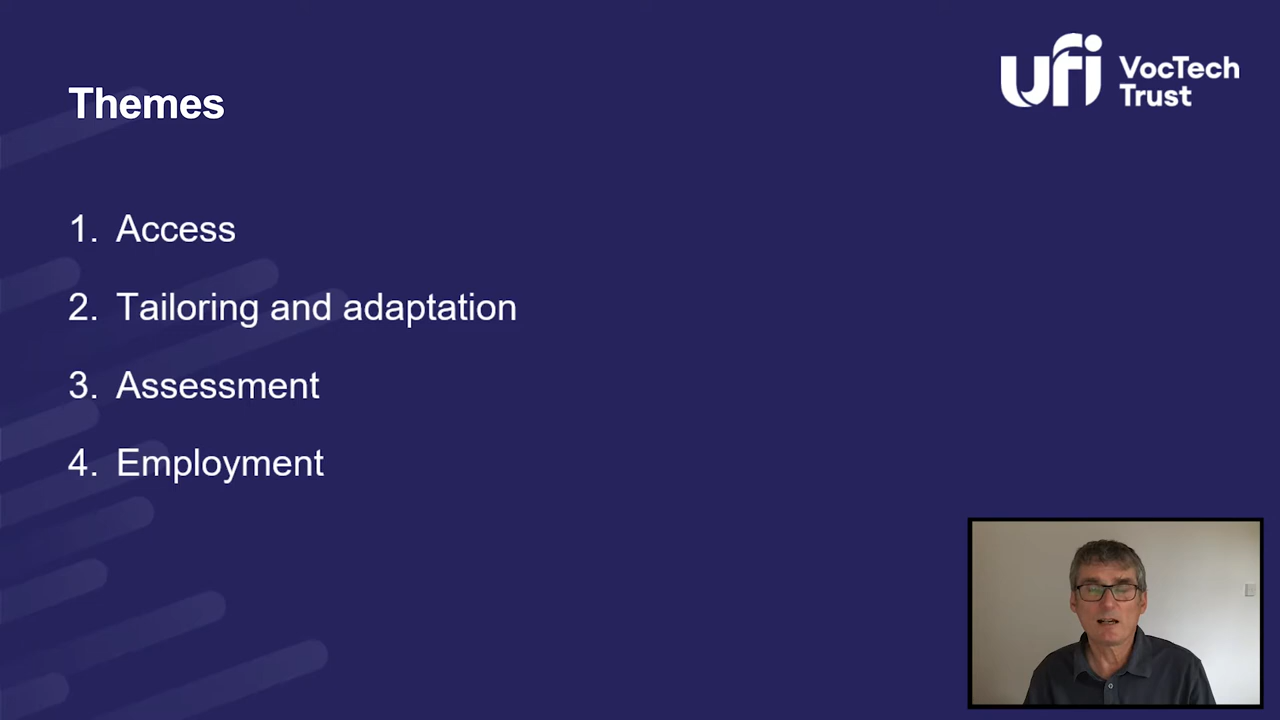 ufi VocTech
Trust
Themes
1. Access
2. Tailoring and adaptation
3. Assessment
4. Employment